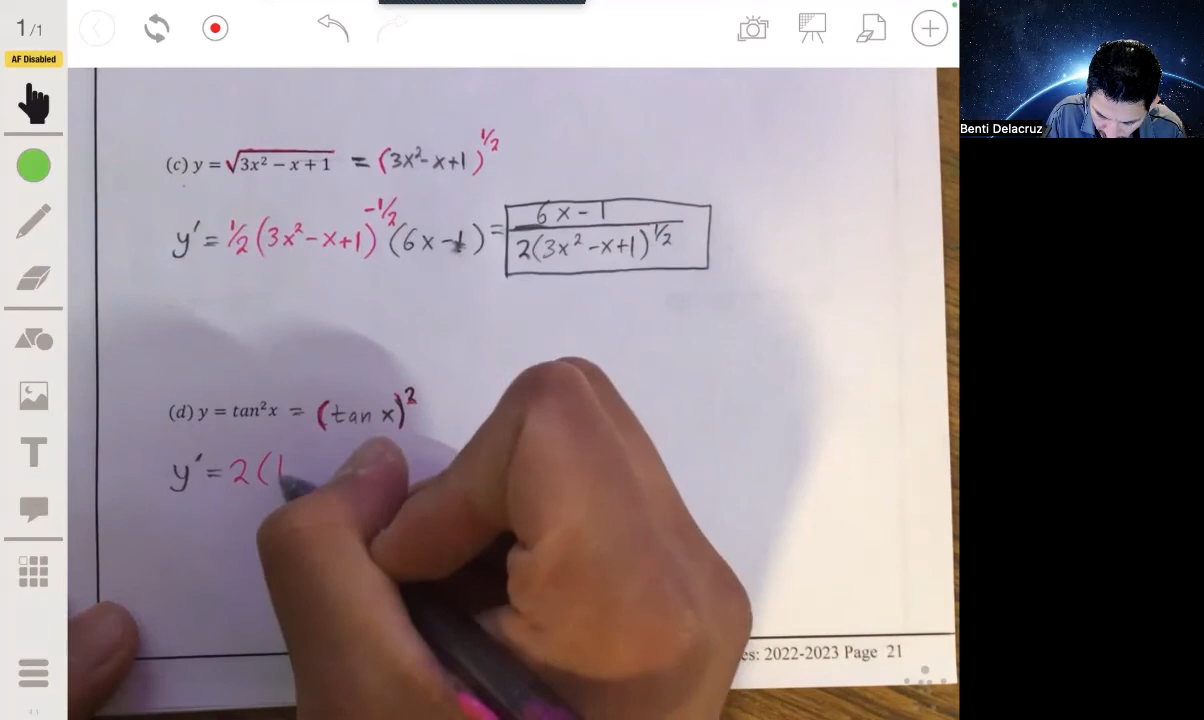 1/1
AF Disabled
Benti Delacruz
(c) y = √3x² − x + 1 = (3x²-x+1)^1/2
y' = 1/2 (3x²-x+1)^-1/2 (6x-1) = 6x-1 / 2(3x²-x+1)^1/2
(d) y = tan²x = (tan x)²
y' = 2(
es: 2022-2023 Page 21
T